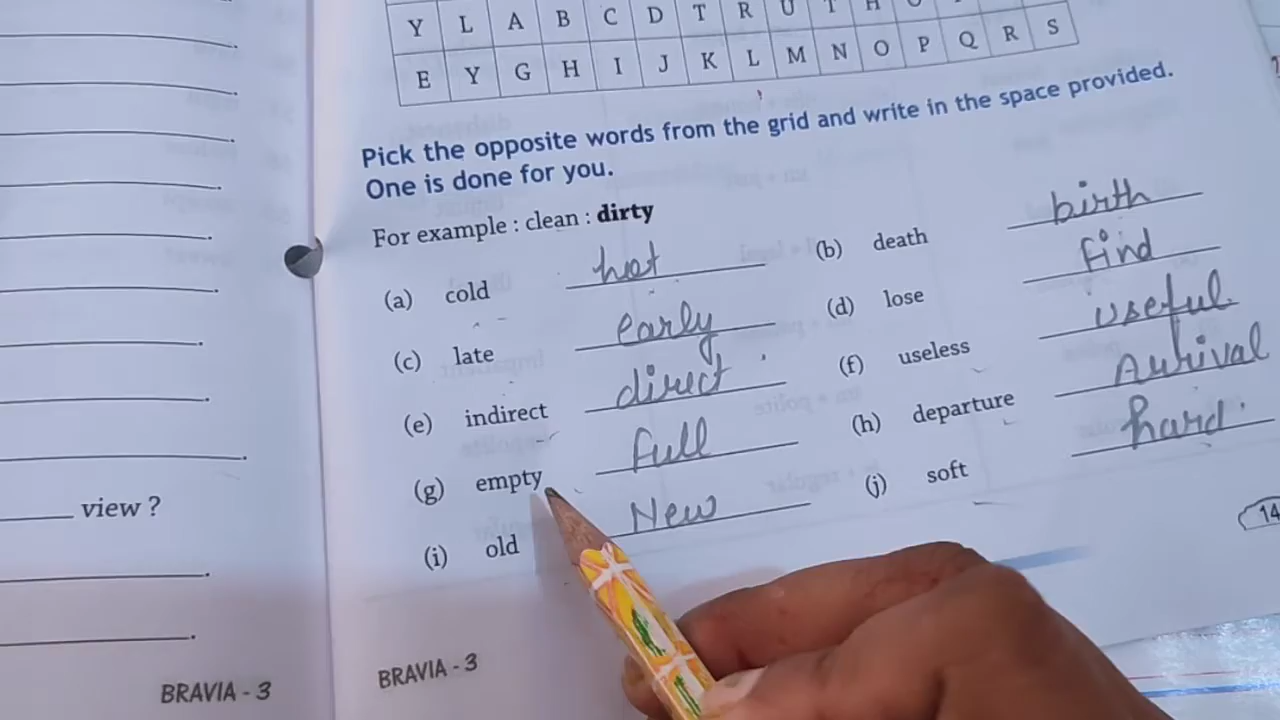 Y L A B C D T R U T H
E Y G H I J K L M N O P Q R S
Pick the opposite words from the grid and write in the space provided.
One is done for you.
For example : clean : dirty
(a) cold hot (b) death birth
(c) late early (d) lose find
(e) indirect direct (f) useless useful
(g) empty full (h) departure Arrival
(i) old New (j) soft hard
view ?
14
BRAVIA - 3
BRAVIA - 3